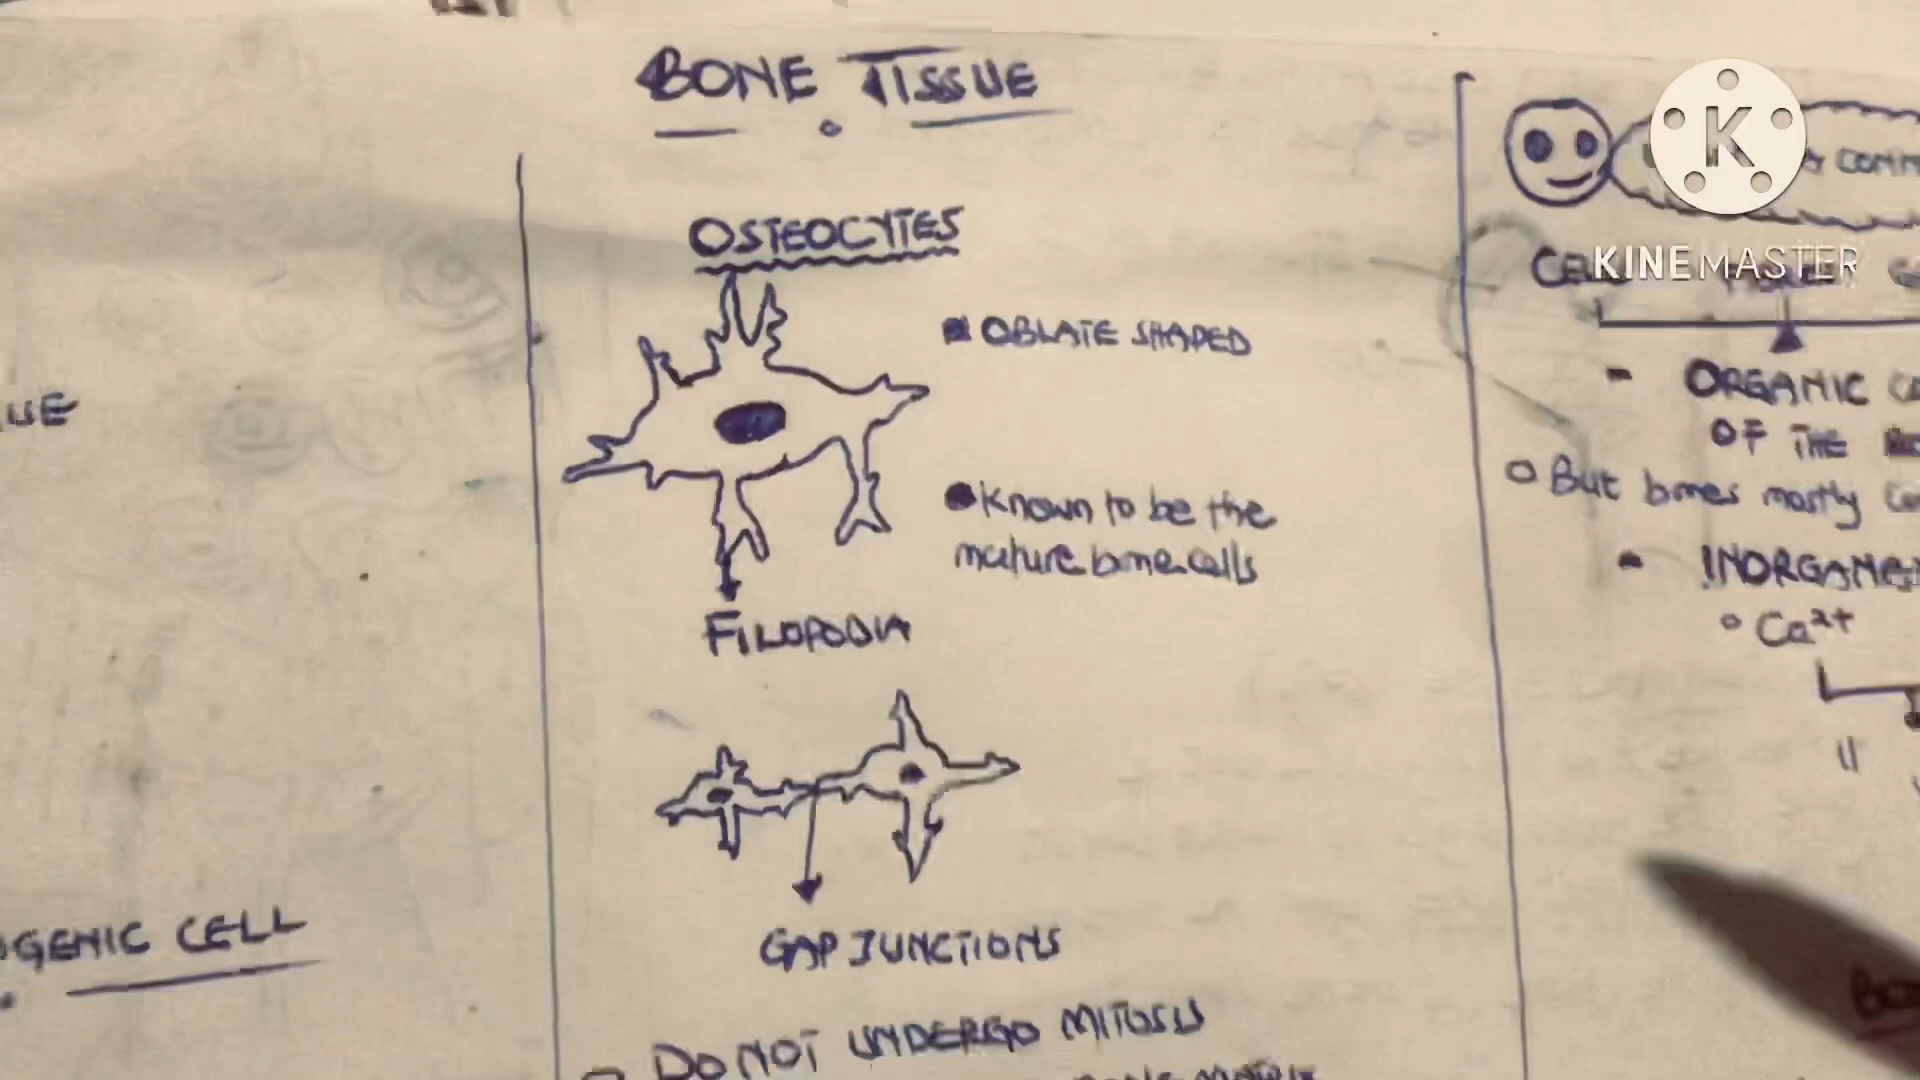 BONE TISSUE
OSTEOCYTES
OBLATE SHAPED
Known to be the
mature bone cells
FILOPODIA
GAP JUNCTIONS
DO NOT UNDERGO MITOSIS
GENIC CELL
K
KINEMASTER
ORGANIC
OF THE
But bones mostly
INORGANIC
Ca²⁺